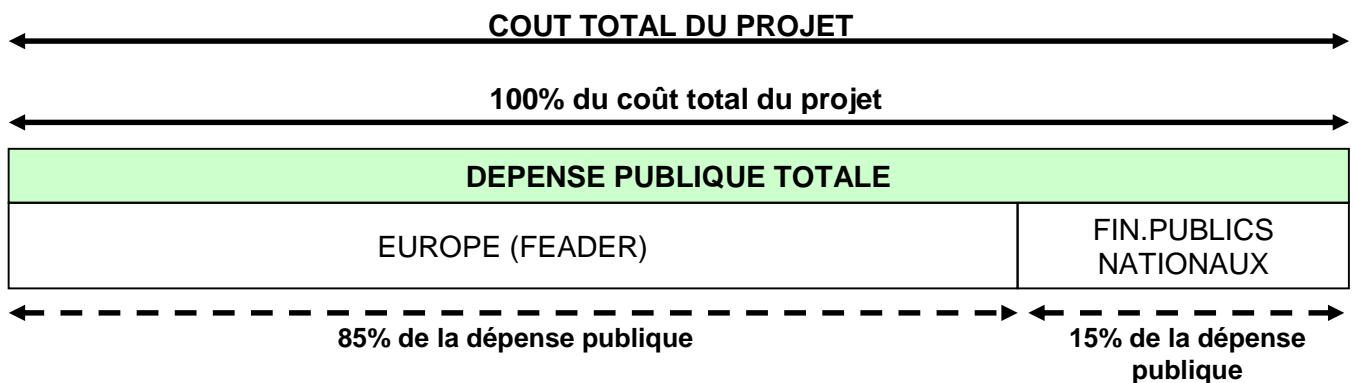 COUT TOTAL DU PROJET
100% du coût total du projet
DEPENSE PUBLIQUE TOTALE
EUROPE (FEADER)
FIN.PUBLICS
NATIONAUX
85% de la dépense publique
15% de la dépense
publique